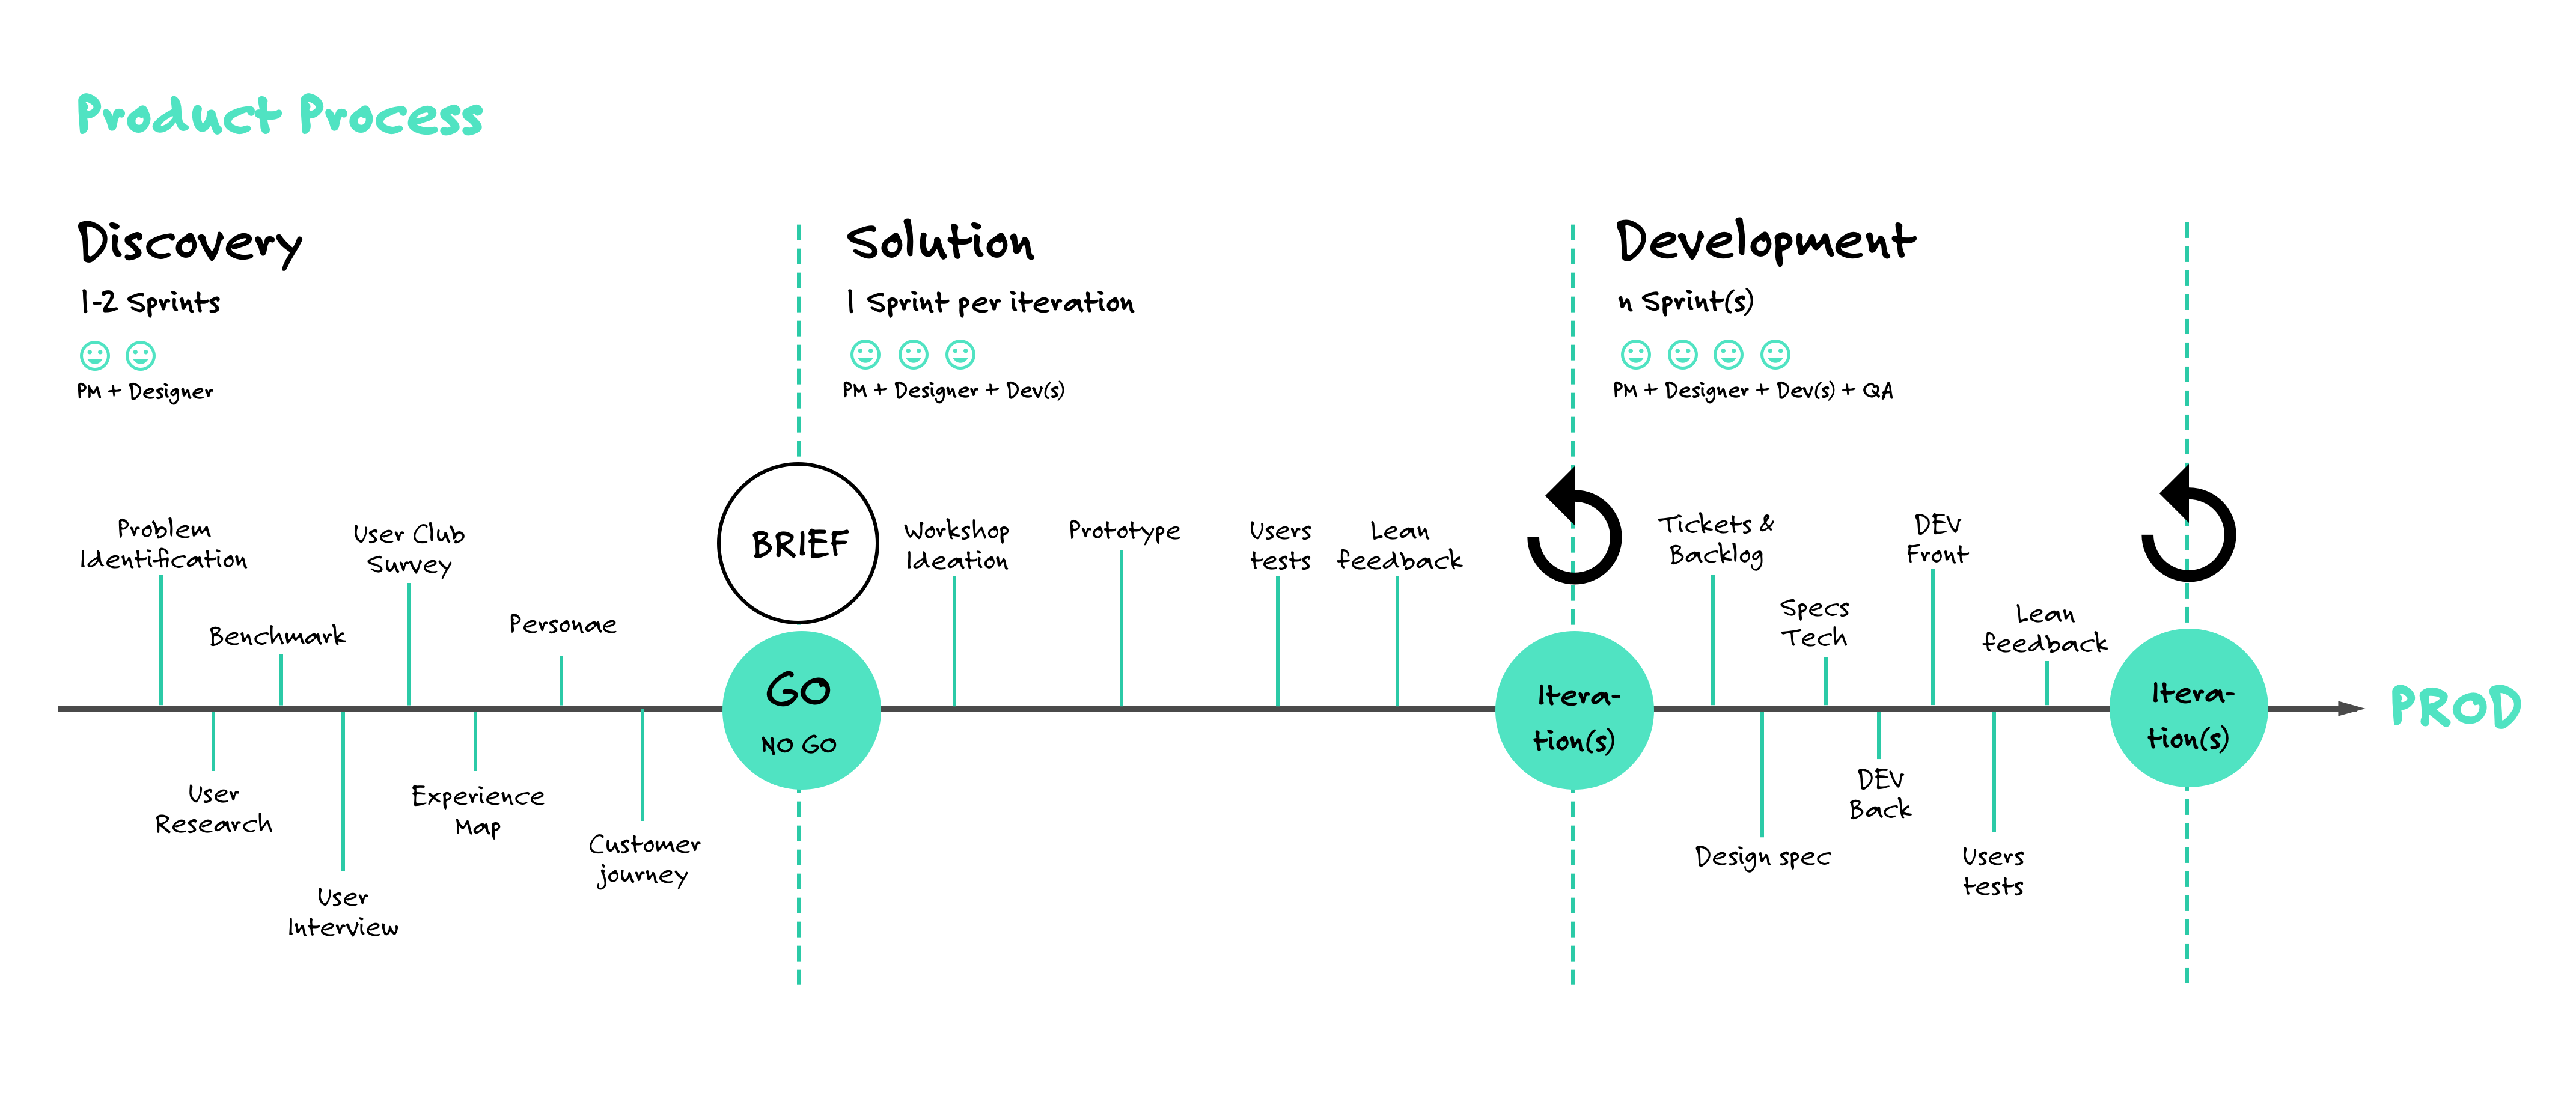 Product Process
Discovery
1-2 Sprints
PM + Designer
Solution
1 Sprint per iteration
PM + Designer + Dev(s)
Development
n Sprint(s)
PM + Designer + Dev(s) + QA
Problem
Identification
User
Research
Benchmark
User
Interview
User Club
Survey
Experience
Map
Personae
Customer
journey
BRIEF
GO
NO GO
Workshop
Ideation
Prototype
Users
tests
Lean
feedback
Itera-
tion(s)
Tickets &
Backlog
Design spec
Specs
Tech
DEV
Back
DEV
Front
Users
tests
Lean
feedback
Itera-
tion(s)
PROD